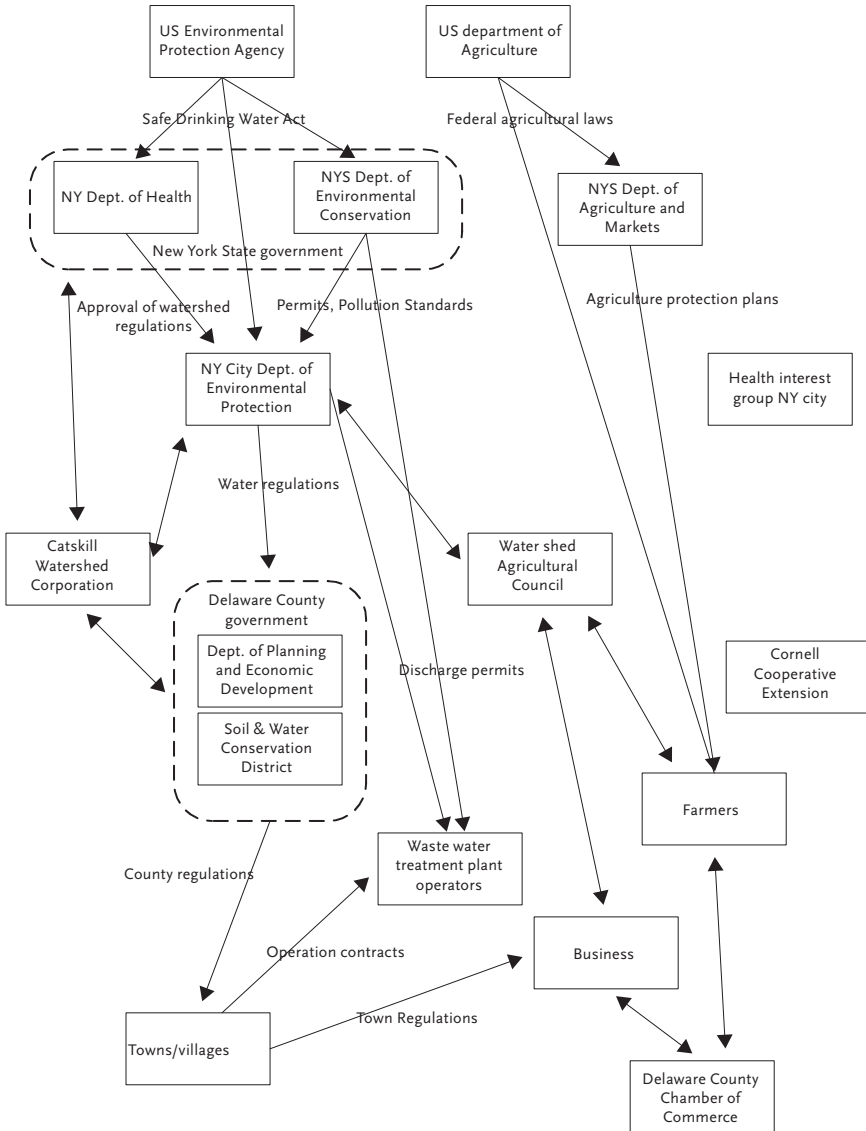 US Environmental
Protection Agency
US department of
Agriculture
Safe Drinking Water Act
Federal agricultural laws
NY Dept. of Health
NYS Dept. of
Environmental
Conservation
NYS Dept. of
Agriculture and
Markets
New York State government
Approval of watershed
regulations
Permits, Pollution Standards
Agriculture protection plans
NY City Dept. of
Environmental
Protection
Health interest
group NY city
Water regulations
Catskill
Watershed
Corporation
Water shed
Agricultural
Council
Delaware County
government
Dept. of Planning
and Economic
Development
Discharge permits
Cornell
Cooperative
Extension
Soil & Water
Conservation
District
Farmers
County regulations
Waste water
treatment plant
operators
Operation contracts
Business
Town Regulations
Towns/villages
Delaware County
Chamber of
Commerce